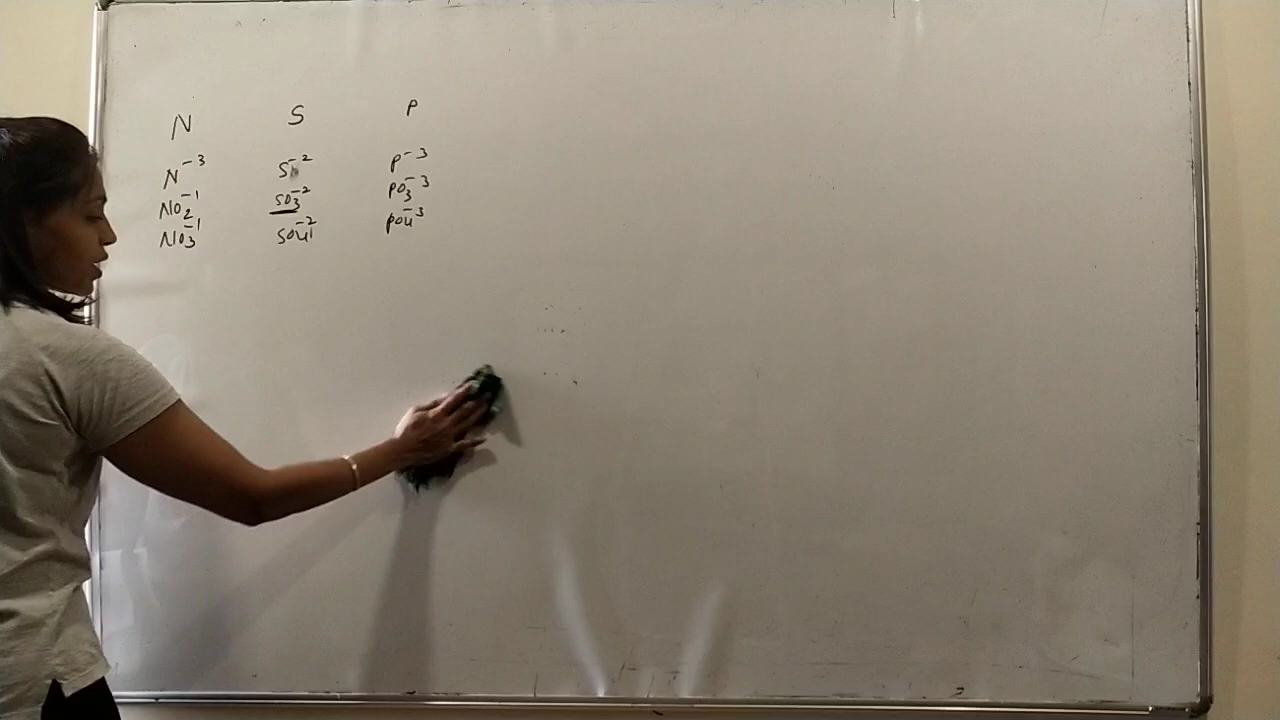 N S P
N⁻³ S⁻² P⁻³
NO₂⁻¹ SO₃⁻² PO₃⁻³
NO₃⁻¹ SO₄⁻² PO₄⁻³